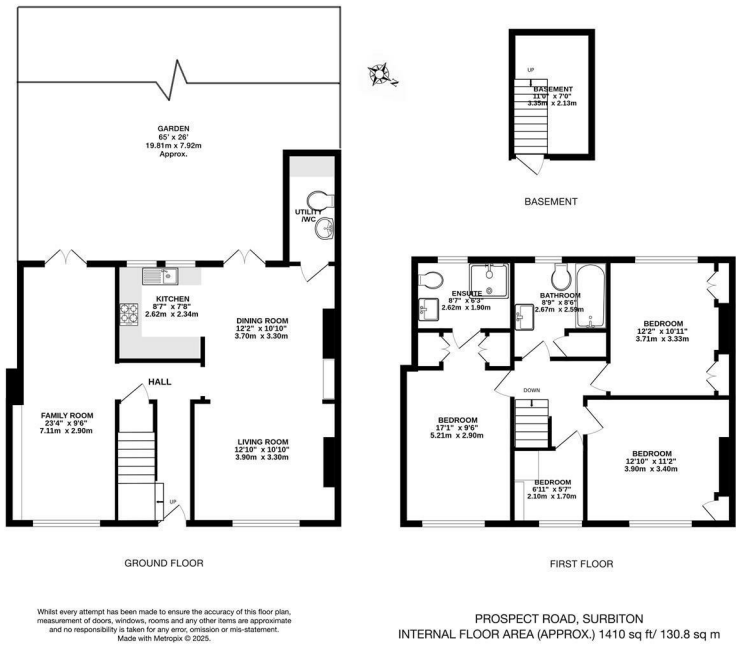 GARDEN
65' x 26'
19.81m x 7.92m
Approx.
UTILITY
/WC
KITCHEN
8'7" x 7'8"
2.62m x 2.34m
DINING ROOM
12'2" x 10'10"
3.70m x 3.30m
HALL
FAMILY ROOM
23'4" x 9'6"
7.11m x 2.90m
LIVING ROOM
12'10" x 10'10"
3.90m x 3.30m
UP
GROUND FLOOR
N
UP
BASEMENT
11'0" x 7'0"
3.35m x 2.13m
BASEMENT
ENSUITE
8'7" x 6'3"
2.62m x 1.90m
BATHROOM
8'9" x 8'6"
2.67m x 2.59m
BEDROOM
12'2" x 10'11"
3.71m x 3.33m
DOWN
BEDROOM
17'1" x 9'6"
5.21m x 2.90m
BEDROOM
12'10" x 11'2"
3.90m x 3.40m
BEDROOM
6'11" x 5'7"
2.10m x 1.70m
FIRST FLOOR
Whilst every attempt has been made to ensure the accuracy of this floor plan,
measurement of doors, windows, rooms and any other items are approximate
and no responsibility is taken for any error, omission or mis-statement.
Made with Metropix © 2025.
PROSPECT ROAD, SURBITON
INTERNAL FLOOR AREA (APPROX.) 1410 sq ft/ 130.8 sq m